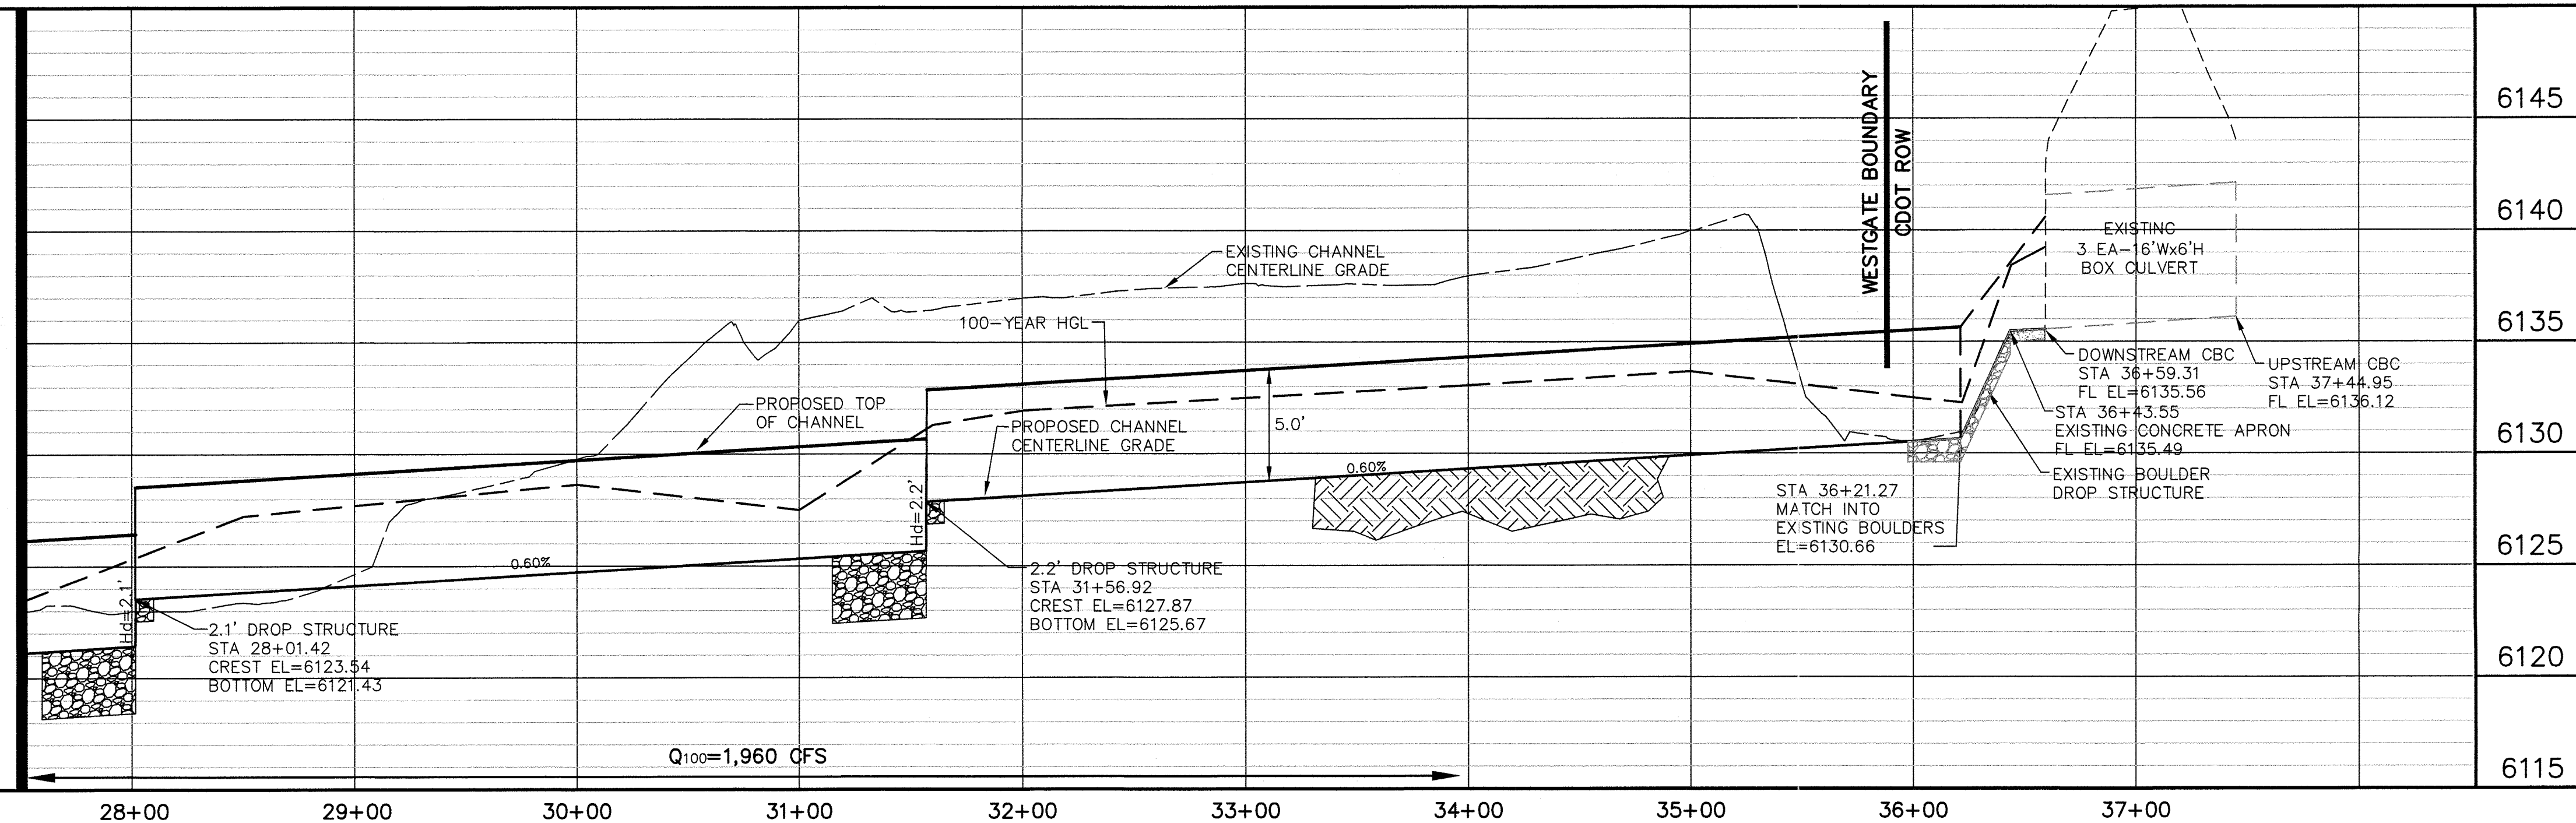 WESTGATE BOUNDARY
CDOT ROW
6145
6140
6135
6130
6125
6120
6115
EXISTING CHANNEL
CENTERLINE GRADE
100-YEAR HGL
PROPOSED TOP
OF CHANNEL
PROPOSED CHANNEL
CENTERLINE GRADE
5.0'
EXISTING
3 EA-16'Wx6'H
BOX CULVERT
DOWNSTREAM CBC
STA 36+59.31
FL EL=6135.56
UPSTREAM CBC
STA 37+44.95
FL EL=6136.12
STA 36+43.55
EXISTING CONCRETE APRON
FL EL=6135.49
EXISTING BOULDER
DROP STRUCTURE
0.60%
STA 36+21.27
MATCH INTO
EXISTING BOULDERS
EL=6130.66
Hd=2.2'
2.2' DROP STRUCTURE
STA 31+56.92
CREST EL=6127.87
BOTTOM EL=6125.67
0.60%
Hd=2.1'
2.1' DROP STRUCTURE
STA 28+01.42
CREST EL=6123.54
BOTTOM EL=6121.43
Q100=1,960 CFS
28+00
29+00
30+00
31+00
32+00
33+00
34+00
35+00
36+00
37+00